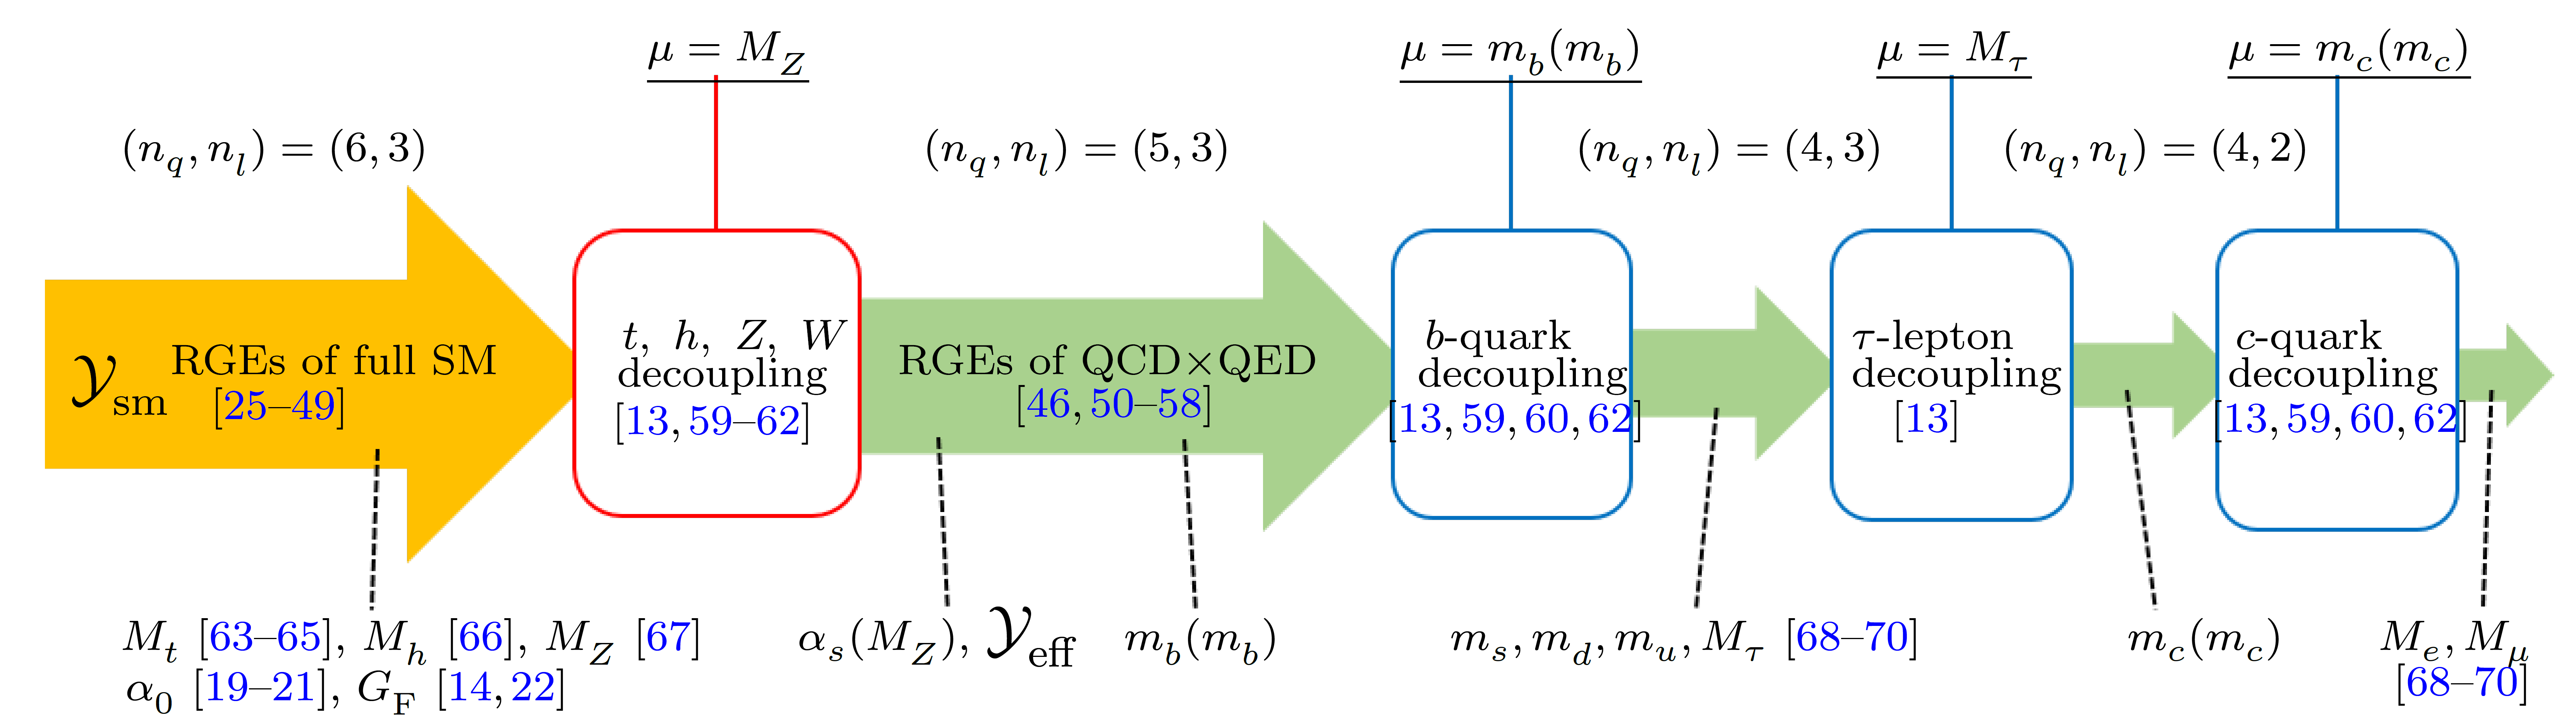 μ = M_Z
μ = m_b(m_b)
μ = M_τ
μ = m_c(m_c)
(n_q, n_l) = (6, 3)
(n_q, n_l) = (5, 3)
(n_q, n_l) = (4, 3)
(n_q, n_l) = (4, 2)
𝒴_sm RGEs of full SM
[25–49]
t, h, Z, W
decoupling
[13, 59–62]
RGEs of QCD×QED
[46, 50–58]
b-quark
decoupling
[13, 59, 60, 62]
τ-lepton
decoupling
[13]
c-quark
decoupling
[13, 59, 60, 62]
M_t [63–65], M_h [66], M_Z [67]
α_0 [19–21], G_F [14, 22]
α_s(M_Z), 𝒴_eff
m_b(m_b)
m_s, m_d, m_u, M_τ [68–70]
m_c(m_c)
M_e, M_μ
[68–70]